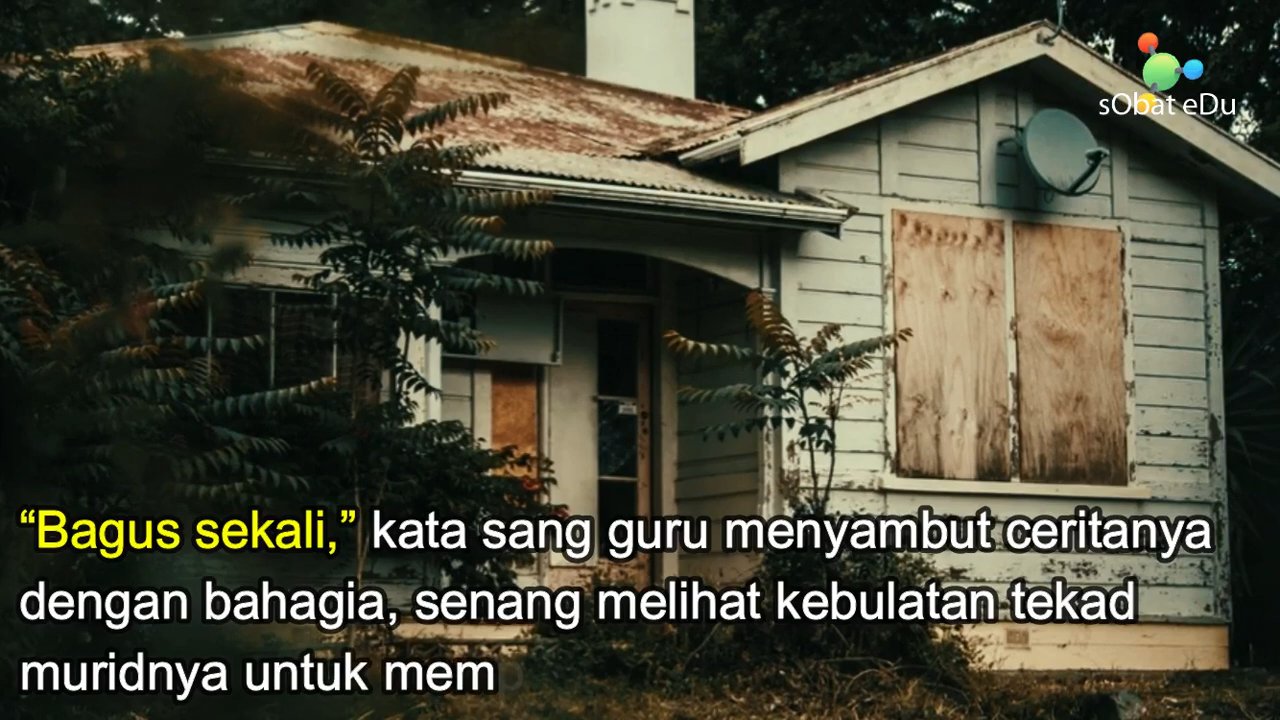 sObat eDu
“Bagus sekali,” kata sang guru menyambut ceritanya
dengan bahagia, senang melihat kebulatan tekad
muridnya untuk mem